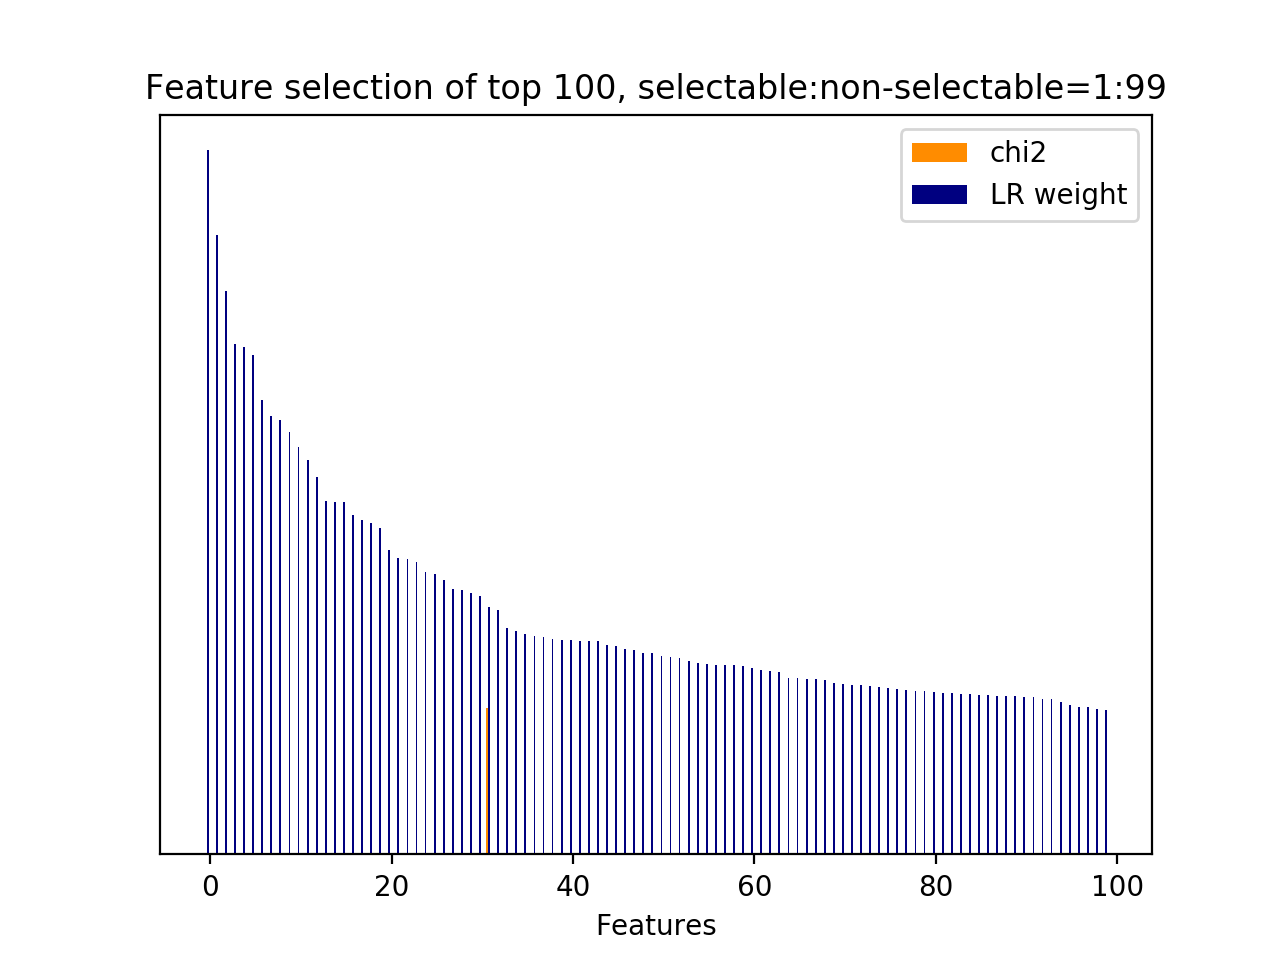 Feature selection of top 100, selectable:non-selectable=1:99
chi2
LR weight
0 20 40 60 80 100
Features